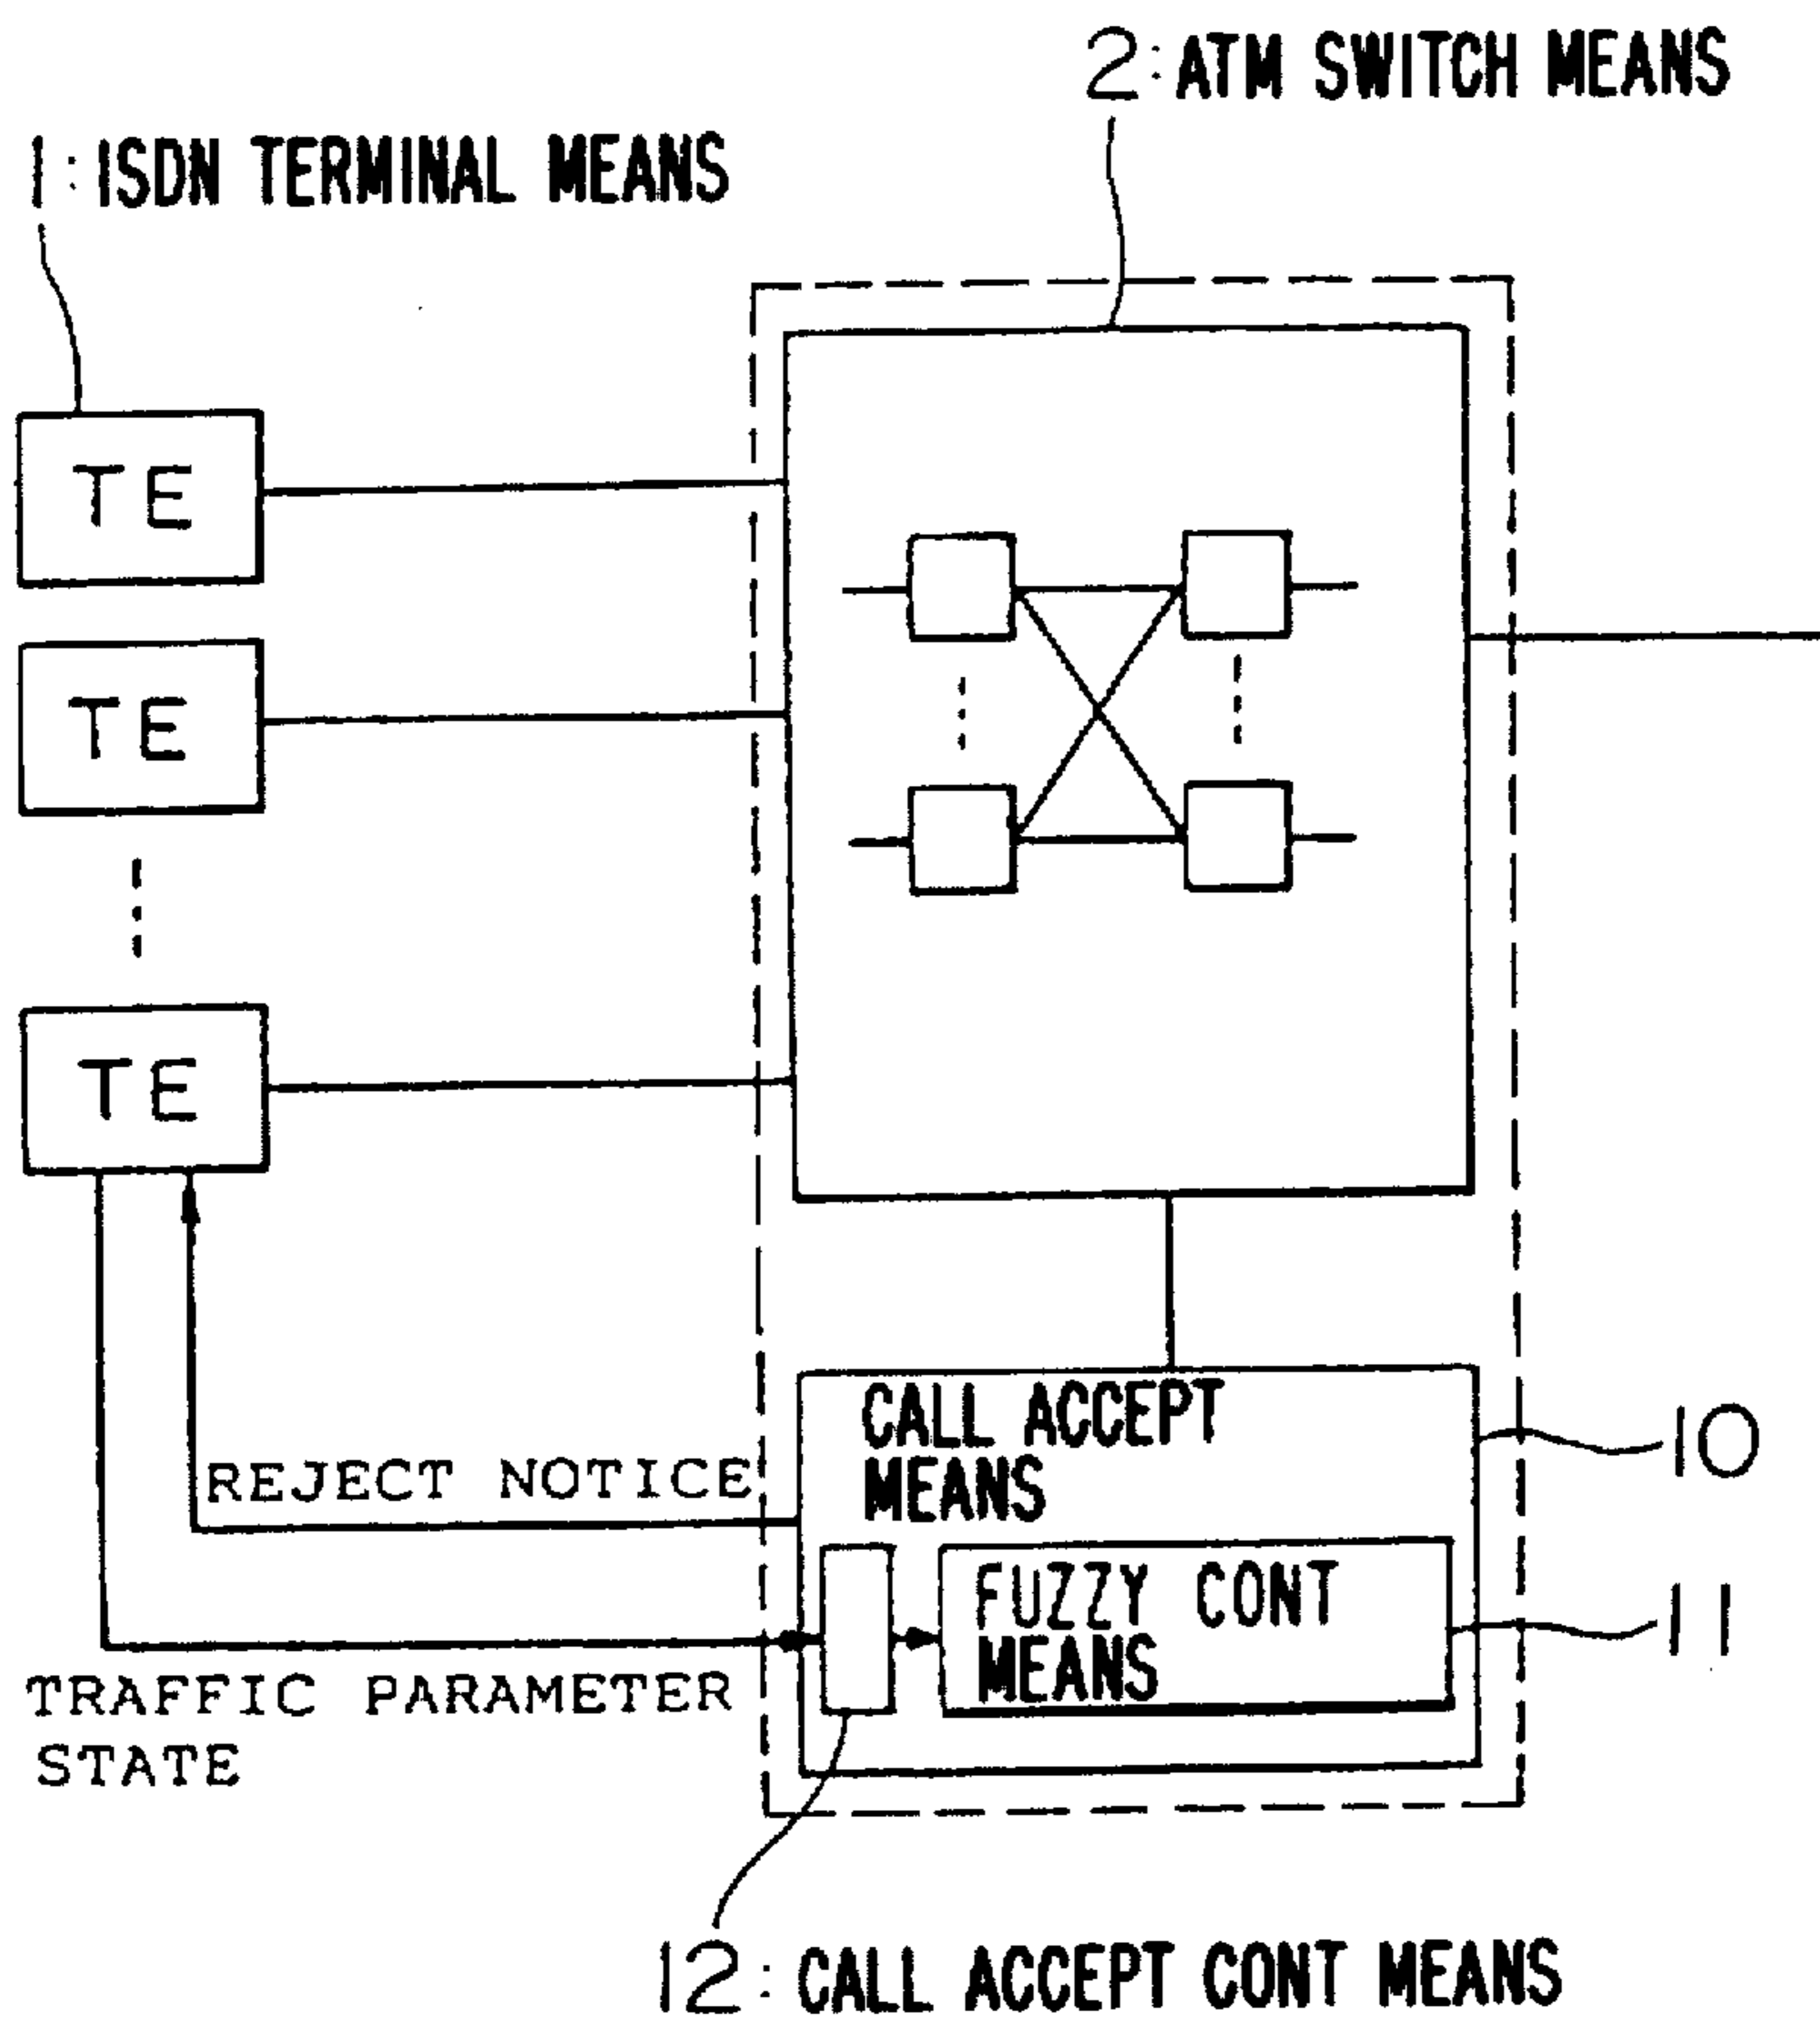 2: ATM SWITCH MEANS
1: ISDN TERMINAL MEANS
TE
TE
TE
CALL ACCEPT
MEANS
10
REJECT NOTICE
FUZZY CONT
MEANS
11
TRAFFIC PARAMETER
STATE
12: CALL ACCEPT CONT MEANS